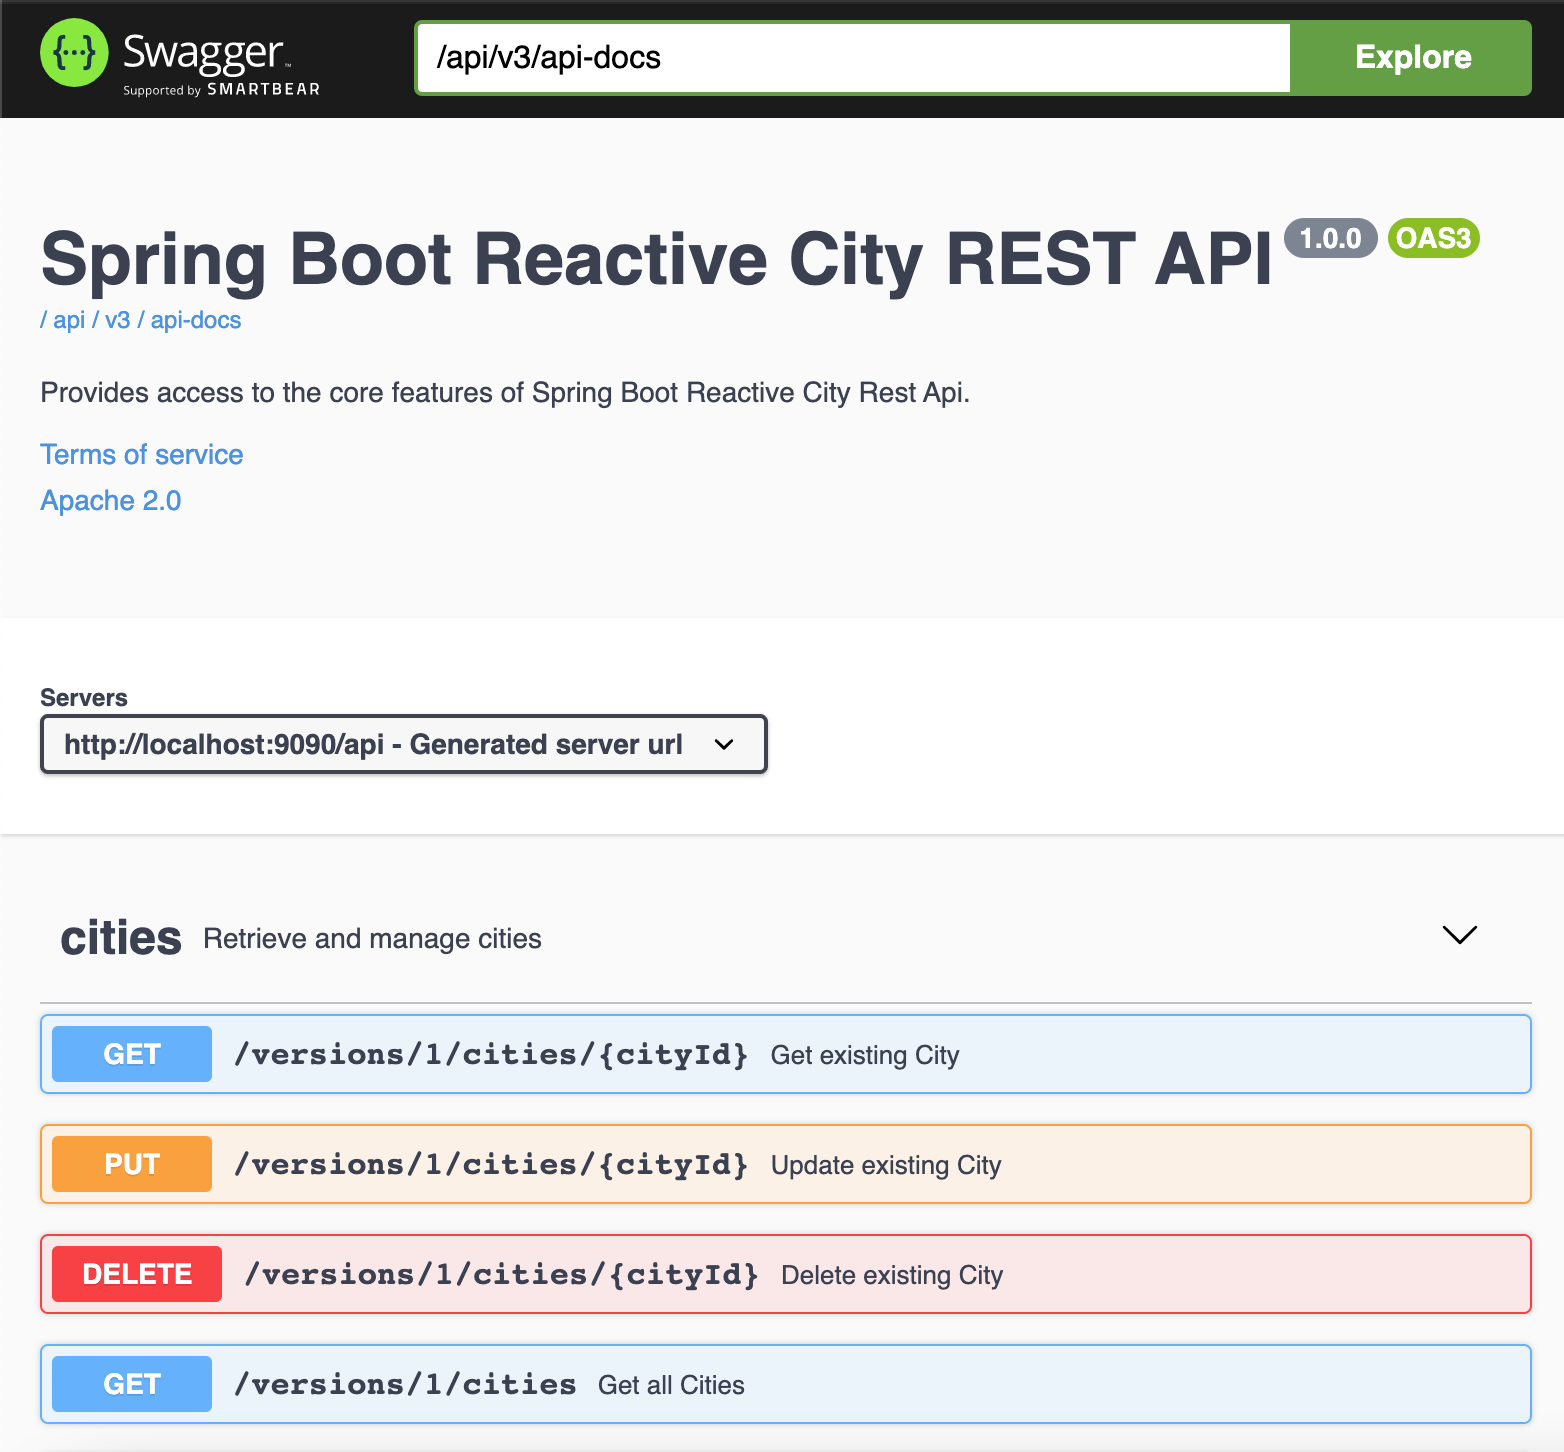 {···} Swagger™
Supported by SMARTBEAR
/api/v3/api-docs
Explore
Spring Boot Reactive City REST API 1.0.0 OAS3
/ api / v3 / api-docs
Provides access to the core features of Spring Boot Reactive City Rest Api.
Terms of service
Apache 2.0
Servers
http://localhost:9090/api - Generated server url
cities Retrieve and manage cities
GET /versions/1/cities/{cityId} Get existing City
PUT /versions/1/cities/{cityId} Update existing City
DELETE /versions/1/cities/{cityId} Delete existing City
GET /versions/1/cities Get all Cities